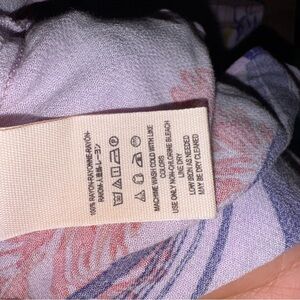 100% RAYON-RAYONNE-RAYÓN-
MACHINE WASH COLD WITH LIKE
COLORS
USE ONLY NON-CHLORINE BLEACH
LINE DRY
LOW IRON AS NEEDED
MAY BE DRY CLEANED